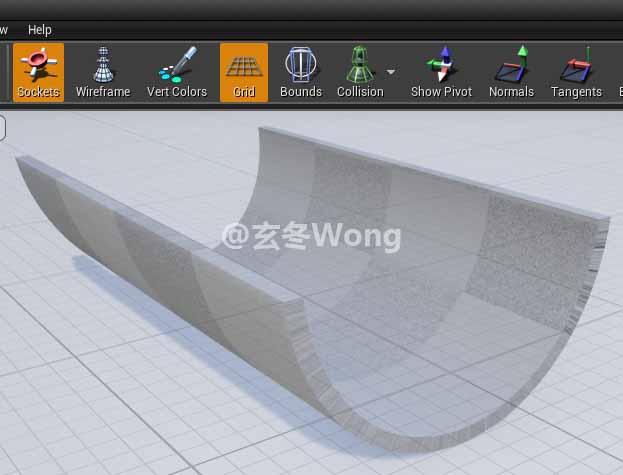 w Help
Sockets Wireframe Vert Colors Grid Bounds Collision Show Pivot Normals Tangents
@玄冬Wong